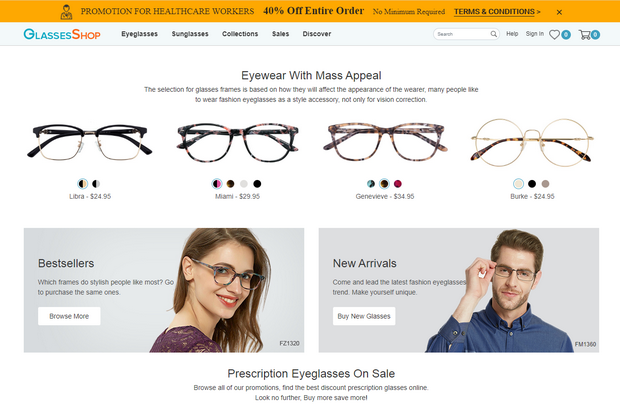 PROMOTION FOR HEALTHCARE WORKERS 40% Off Entire Order No Minimum Required TERMS & CONDITIONS > ×
GLASSESSHOP Eyeglasses Sunglasses Collections Sales Discover Search Help Sign In 0 0
Eyewear With Mass Appeal
The selection for glasses frames is based on how they will affect the appearance of the wearer, many people like
to wear fashion eyeglasses as a style accessory, not only for vision correction.
Libra - $24.95 Miami - $29.95 Genevieve - $34.95 Burke - $24.95
Bestsellers
Which frames do stylish people like most? Go
to purchase the same ones.
Browse More
FZ1320
New Arrivals
Come and lead the latest fashion eyeglasses
trend. Make yourself unique.
Buy New Glasses
FM1360
Prescription Eyeglasses On Sale
Browse all of our promotions, find the best discount prescription glasses online.
Look no further, Buy more save more!